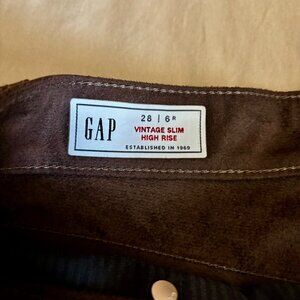 GAP
28 | 6ᴿ
VINTAGE SLIM
HIGH RISE
ESTABLISHED IN 1969